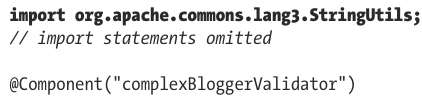 import org.apache.commons.lang3.StringUtils;
// import statements omitted
@Component("complexBloggerValidator")